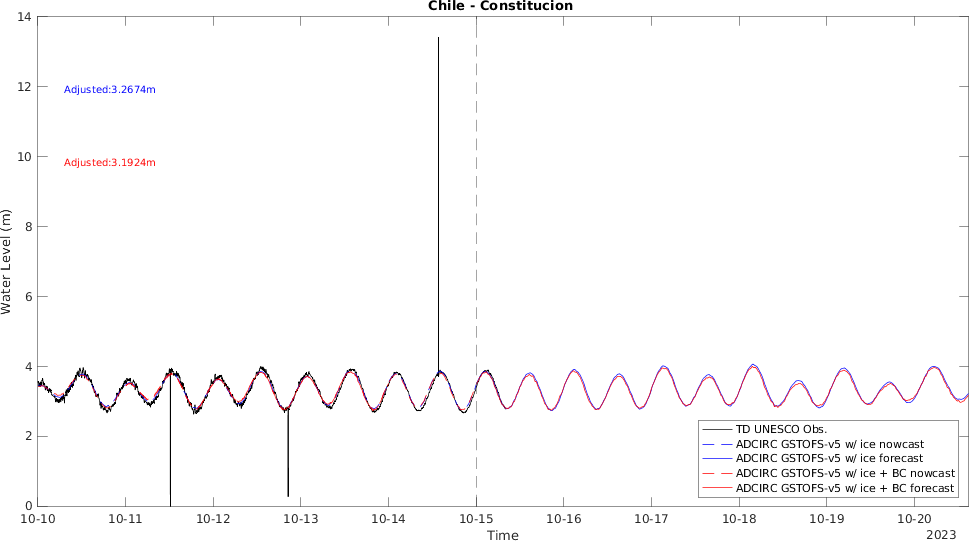 Chile - Constitucion
14
12
10
8
6
4
2
0
Water Level (m)
Adjusted:3.2674m
Adjusted:3.1924m
TD UNESCO Obs.
ADCIRC GSTOFS-v5 w/ ice nowcast
ADCIRC GSTOFS-v5 w/ ice forecast
ADCIRC GSTOFS-v5 w/ ice + BC nowcast
ADCIRC GSTOFS-v5 w/ ice + BC forecast
10-10 10-11 10-12 10-13 10-14 10-15 10-16 10-17 10-18 10-19 10-20
Time
2023